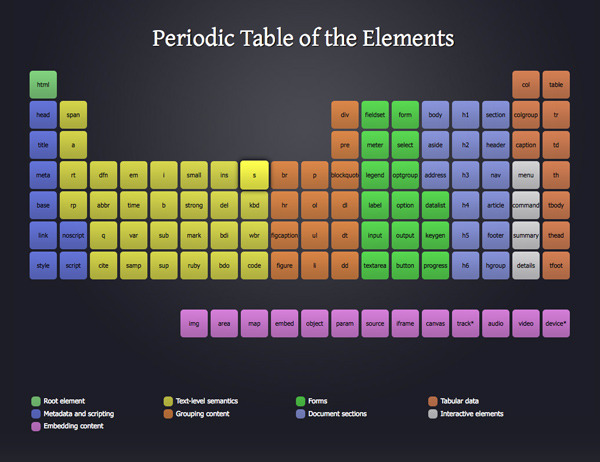 Periodic Table of the Elements
html col table
head span div fieldset form body h1 section colgroup tr
title a pre meter select aside h2 header caption td
meta rt dfn em i small ins s br p blockquote legend optgroup address h3 nav menu th
base rp abbr time b strong del kbd hr ol dl label option datalist h4 article command tbody
link noscript q var sub mark bdi wbr figcaption ul dt input output keygen h5 footer summary thead
style script cite samp sup ruby bdo code figure li dd textarea button progress h6 hgroup details tfoot
img area map embed object param source iframe canvas track* audio video device*
Root element Text-level semantics Forms Tabular data
Metadata and scripting Grouping content Document sections Interactive elements
Embedding content